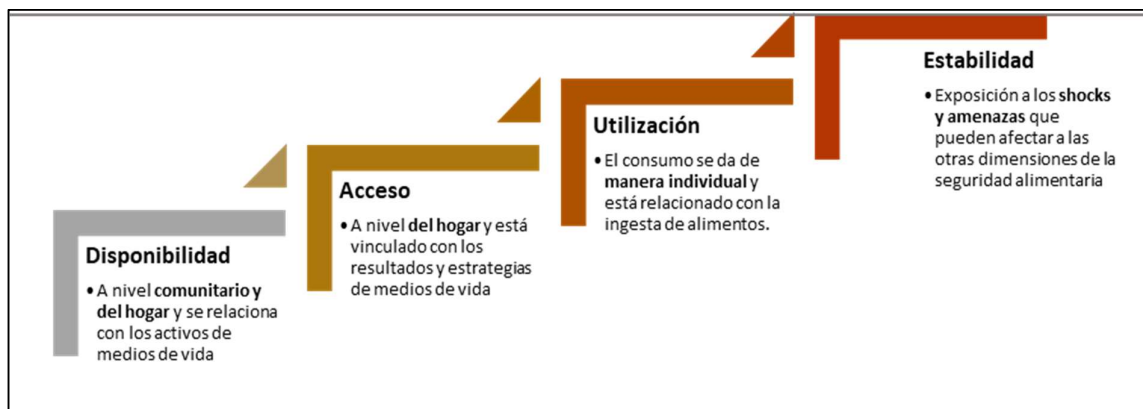 Disponibilidad
• A nivel comunitario y
del hogar y se relaciona
con los activos de
medios de vida
Acceso
• A nivel del hogar y está
vinculado con los
resultados y estrategias
de medios de vida
Utilización
• El consumo se da de
manera individual y
está relacionado con la
ingesta de alimentos.
Estabilidad
• Exposición a los shocks
y amenazas que
pueden afectar a las
otras dimensiones de la
seguridad alimentaria